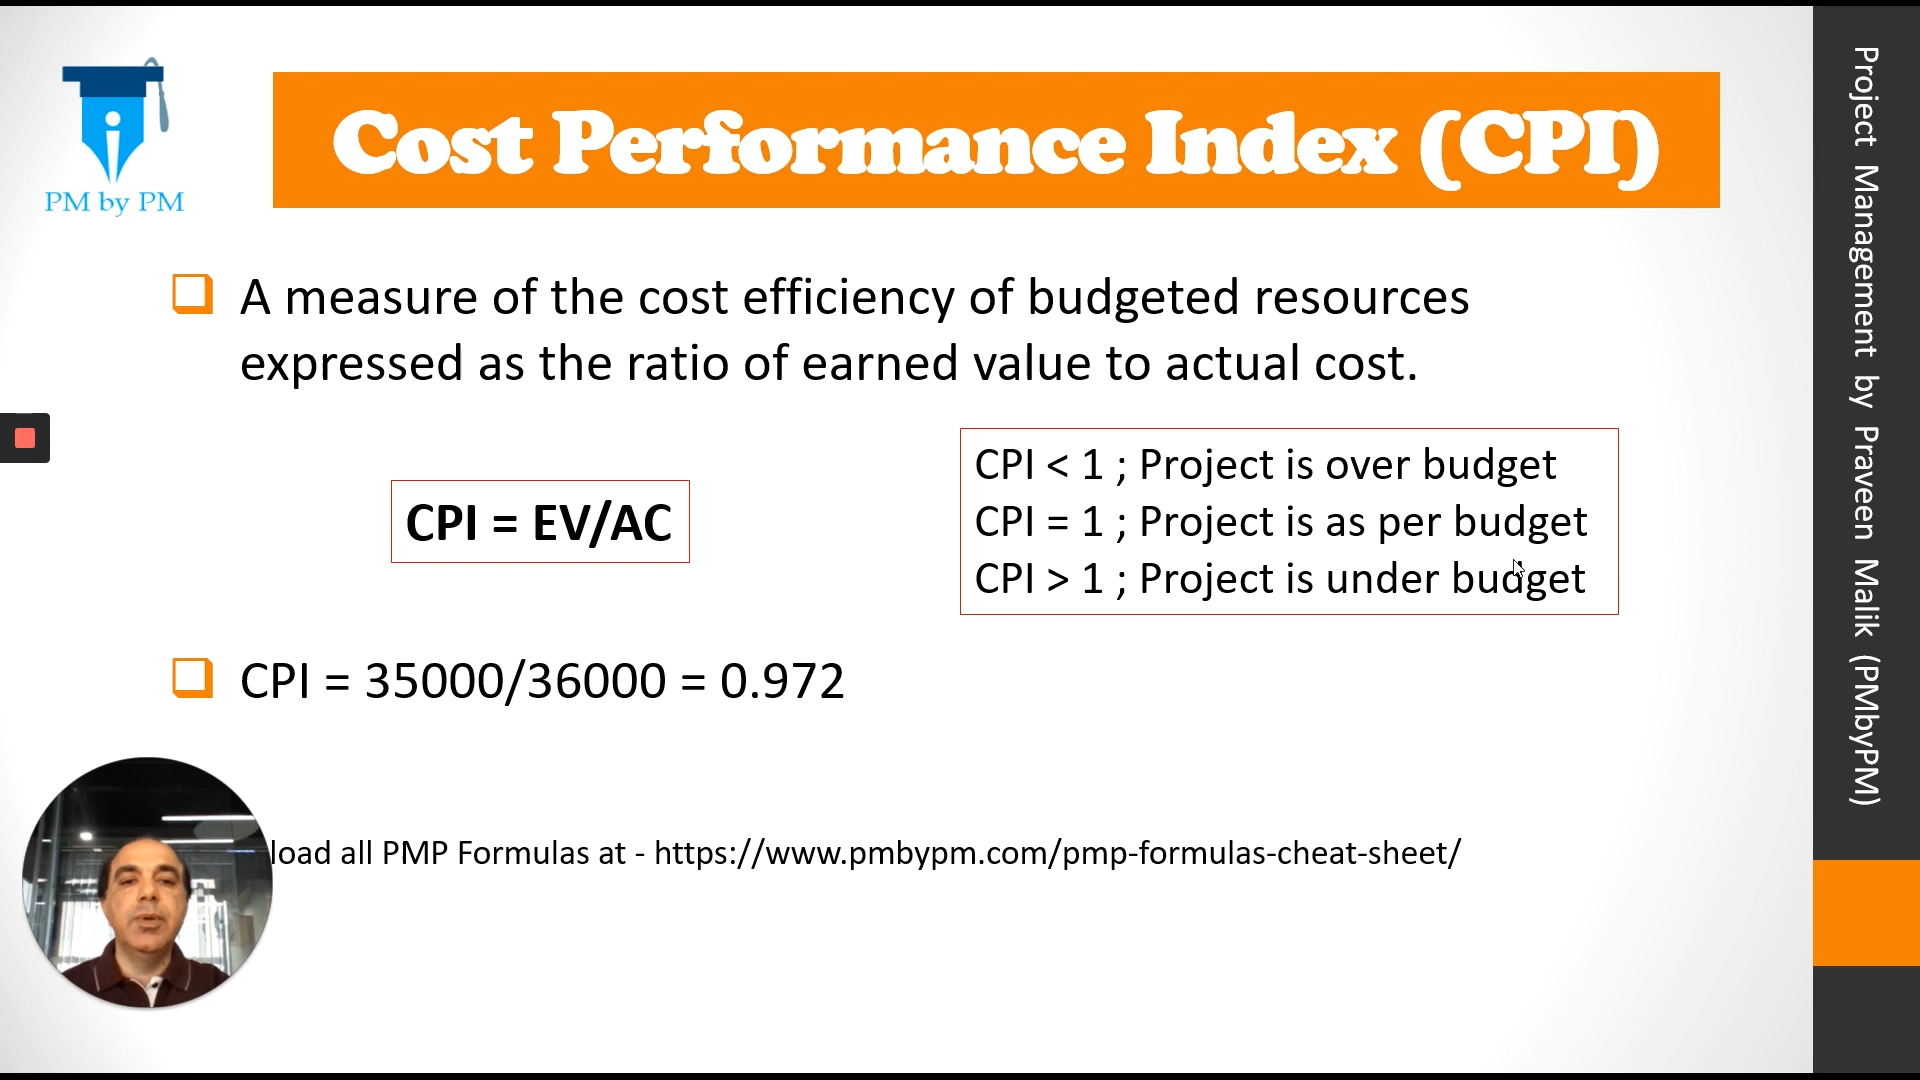 PM by PM
Cost Performance Index (CPI)
A measure of the cost efficiency of budgeted resources
expressed as the ratio of earned value to actual cost.
CPI = EV/AC
CPI < 1 ; Project is over budget
CPI = 1 ; Project is as per budget
CPI > 1 ; Project is under budget
CPI = 35000/36000 = 0.972
load all PMP Formulas at - https://www.pmbypm.com/pmp-formulas-cheat-sheet/
Project Management by Praveen Malik (PMbyPM)